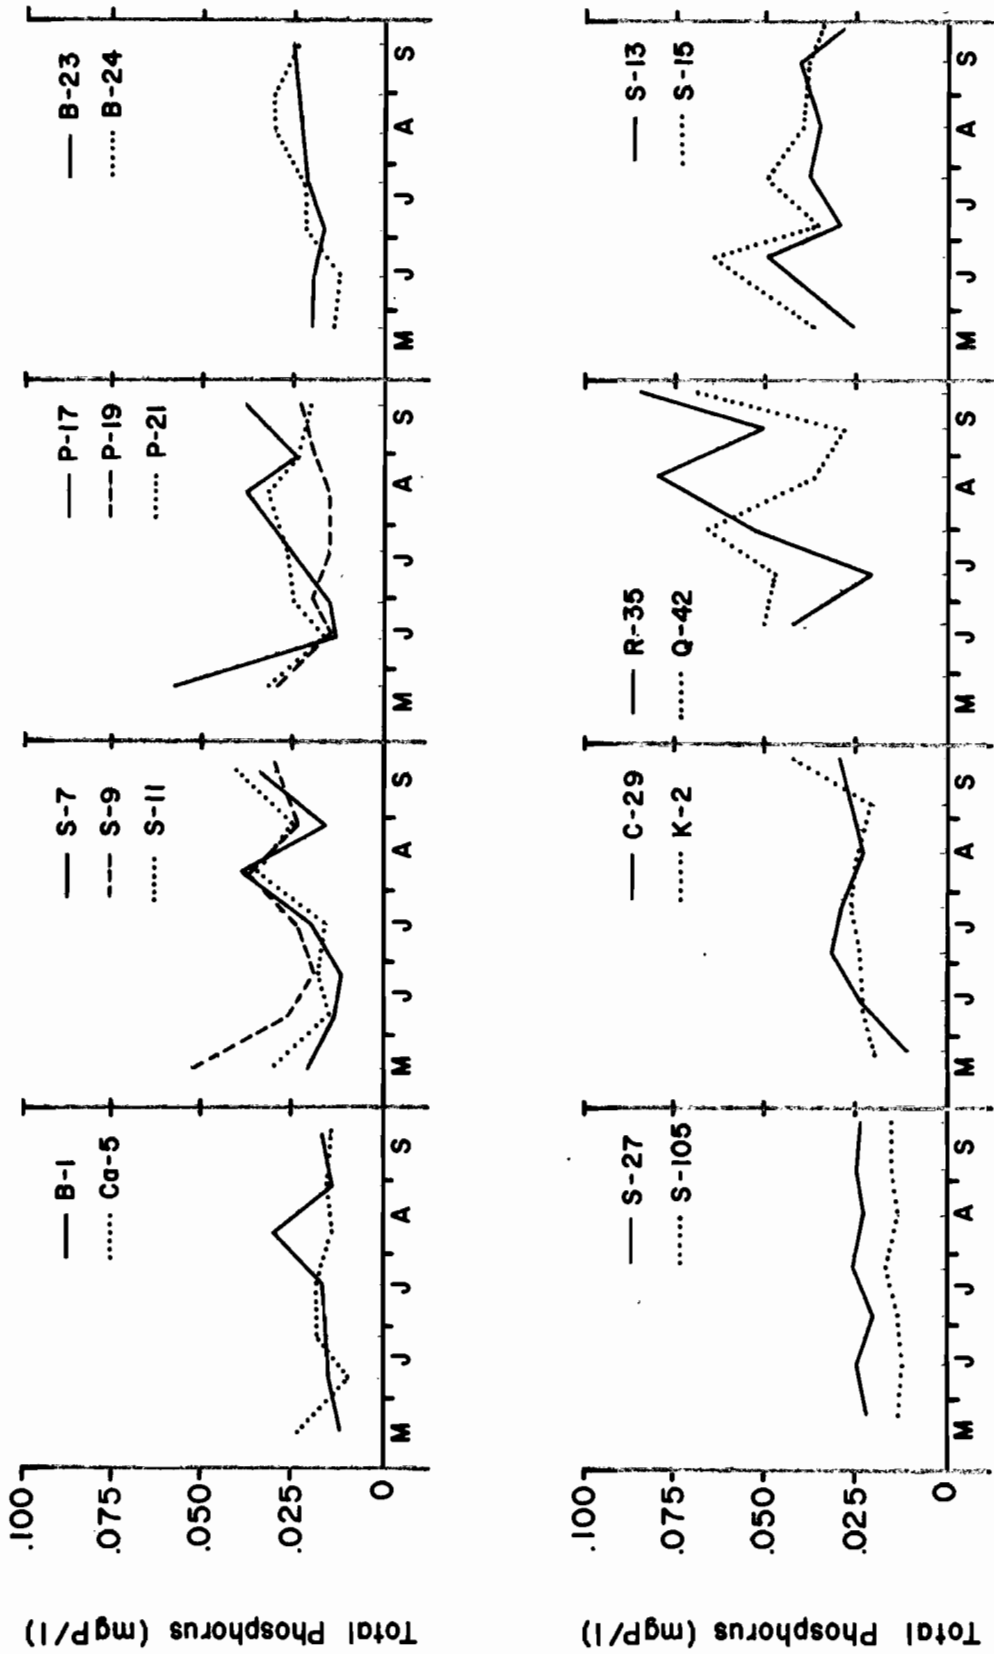 Total Phosphorus (mgP/l)
.100
.075
.050
.025
0
B-1
Ca-5
M J J A S
S-7
S-9
S-11
M J J A S
P-17
P-19
P-21
M J J A S
B-23
B-24
M J J A S
Total Phosphorus (mgP/l)
.100
.075
.050
.025
0
S-27
S-105
M J J A S
C-29
K-2
M J J A S
R-35
Q-42
M J J A S
S-13
S-15
M J J A S